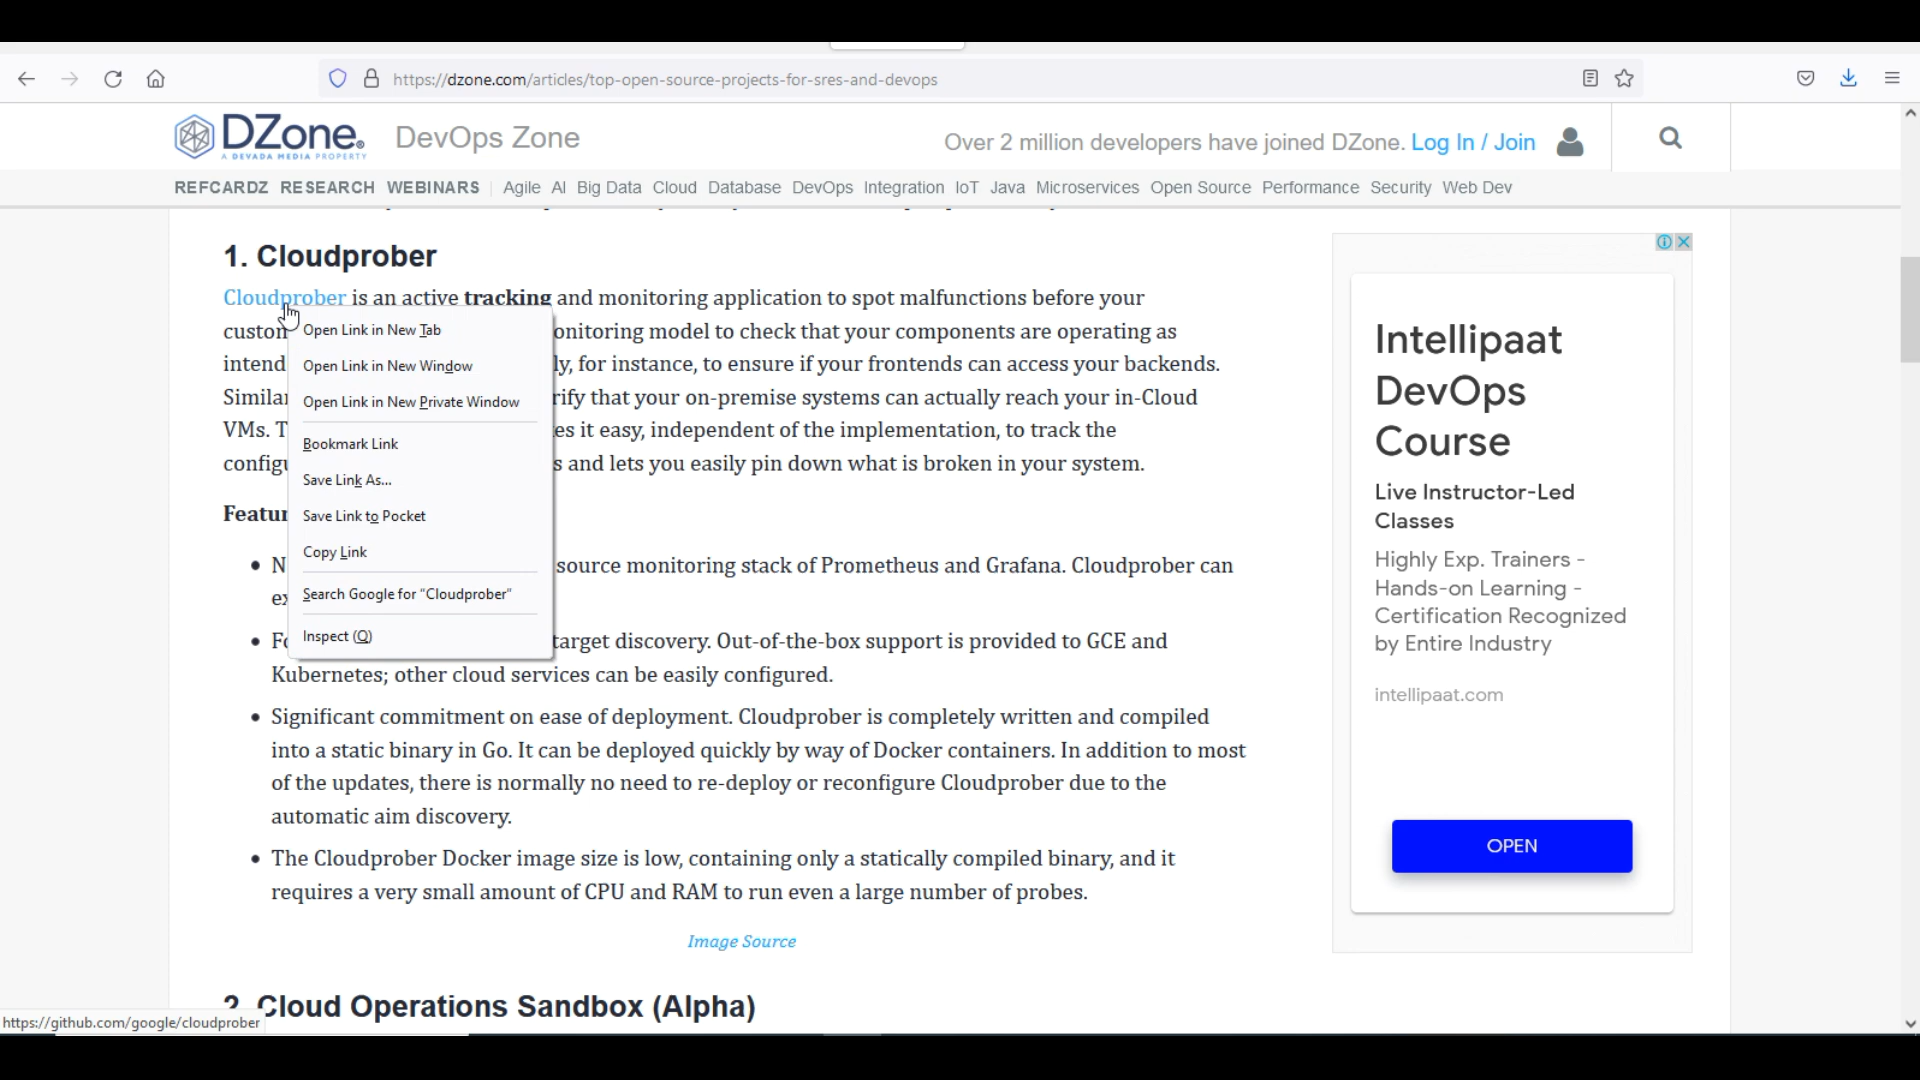 https://dzone.com/articles/top-open-source-projects-for-sres-and-devops
DZone.
A DEVADA MEDIA PROPERTY
DevOps Zone
Over 2 million developers have joined DZone. Log In / Join
REFCARDZ RESEARCH WEBINARS Agile AI Big Data Cloud Database DevOps Integration IoT Java Microservices Open Source Performance Security Web Dev
1. Cloudprober
Cloudprober is an active tracking and monitoring application to spot malfunctions before your
custom
onitoring model to check that your components are operating as
intend
ly, for instance, to ensure if your frontends can access your backends.
Similar
rify that your on-premise systems can actually reach your in-Cloud
VMs. T
es it easy, independent of the implementation, to track the
config
s and lets you easily pin down what is broken in your system.
Open Link in New Tab
Open Link in New Window
Open Link in New Private Window
Bookmark Link
Save Link As...
Save Link to Pocket
Copy Link
Search Google for “Cloudprober”
Inspect (Q)
Featur
N
source monitoring stack of Prometheus and Grafana. Cloudprober can
ex
Fo
target discovery. Out-of-the-box support is provided to GCE and
Kubernetes; other cloud services can be easily configured.
Significant commitment on ease of deployment. Cloudprober is completely written and compiled
into a static binary in Go. It can be deployed quickly by way of Docker containers. In addition to most
of the updates, there is normally no need to re-deploy or reconfigure Cloudprober due to the
automatic aim discovery.
The Cloudprober Docker image size is low, containing only a statically compiled binary, and it
requires a very small amount of CPU and RAM to run even a large number of probes.
Image Source
2. Cloud Operations Sandbox (Alpha)
https://github.com/google/cloudprober
Intellipaat
DevOps
Course
Live Instructor-Led
Classes
Highly Exp. Trainers -
Hands-on Learning -
Certification Recognized
by Entire Industry
intellipaat.com
OPEN